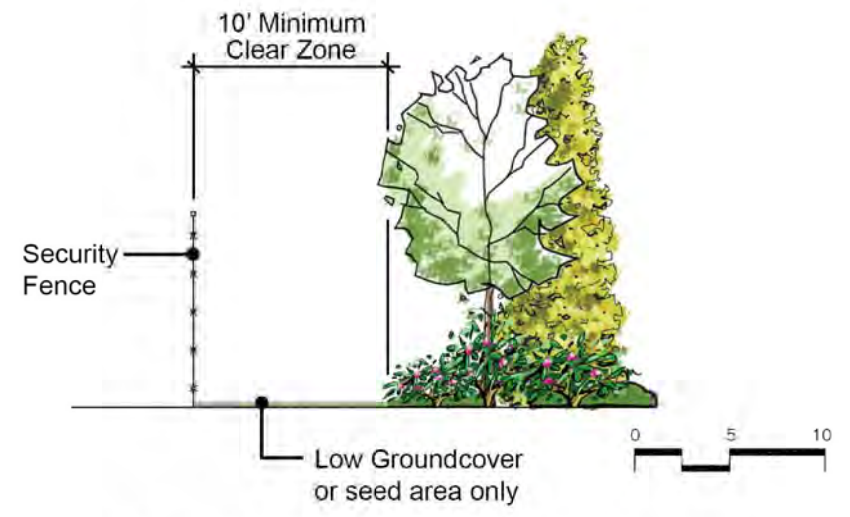 10’ Minimum
Clear Zone
Security
Fence
0 5 10
Low Groundcover
or seed area only